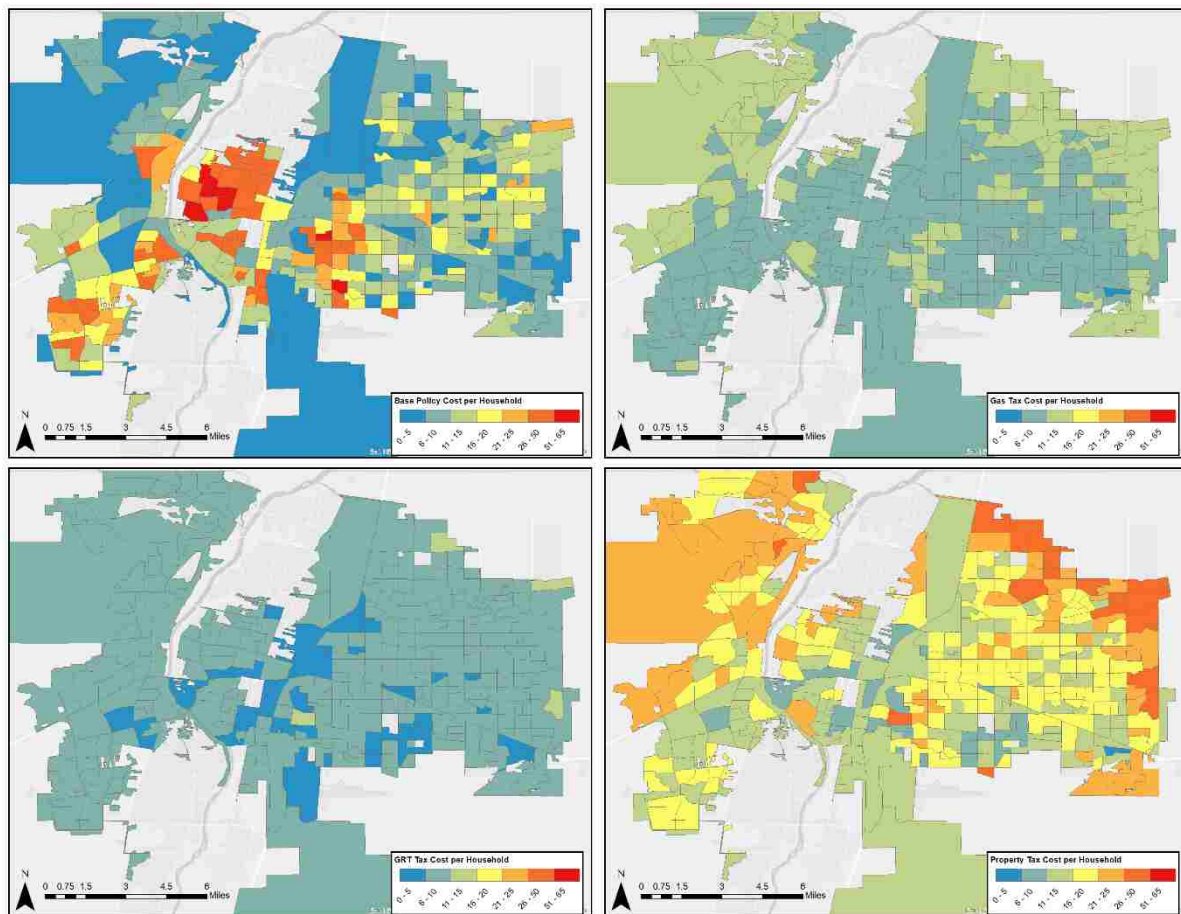 Base Policy Cost per Household
0 - 5
6 - 10
11 - 15
16 - 20
21 - 25
26 - 50
51 - 65
N
0 0.75 1.5 3 4.5 6
Miles
Gas Tax Cost per Household
0 - 5
6 - 10
11 - 15
16 - 20
21 - 25
26 - 50
51 - 65
N
0 0.75 1.5 3 4.5 6
Miles
GRT Tax Cost per Household
0 - 5
6 - 10
11 - 15
16 - 20
21 - 25
26 - 50
51 - 65
N
0 0.75 1.5 3 4.5 6
Miles
Property Tax Cost per Household
0 - 5
6 - 10
11 - 15
16 - 20
21 - 25
26 - 50
51 - 65
N
0 0.75 1.5 3 4.5 6
Miles